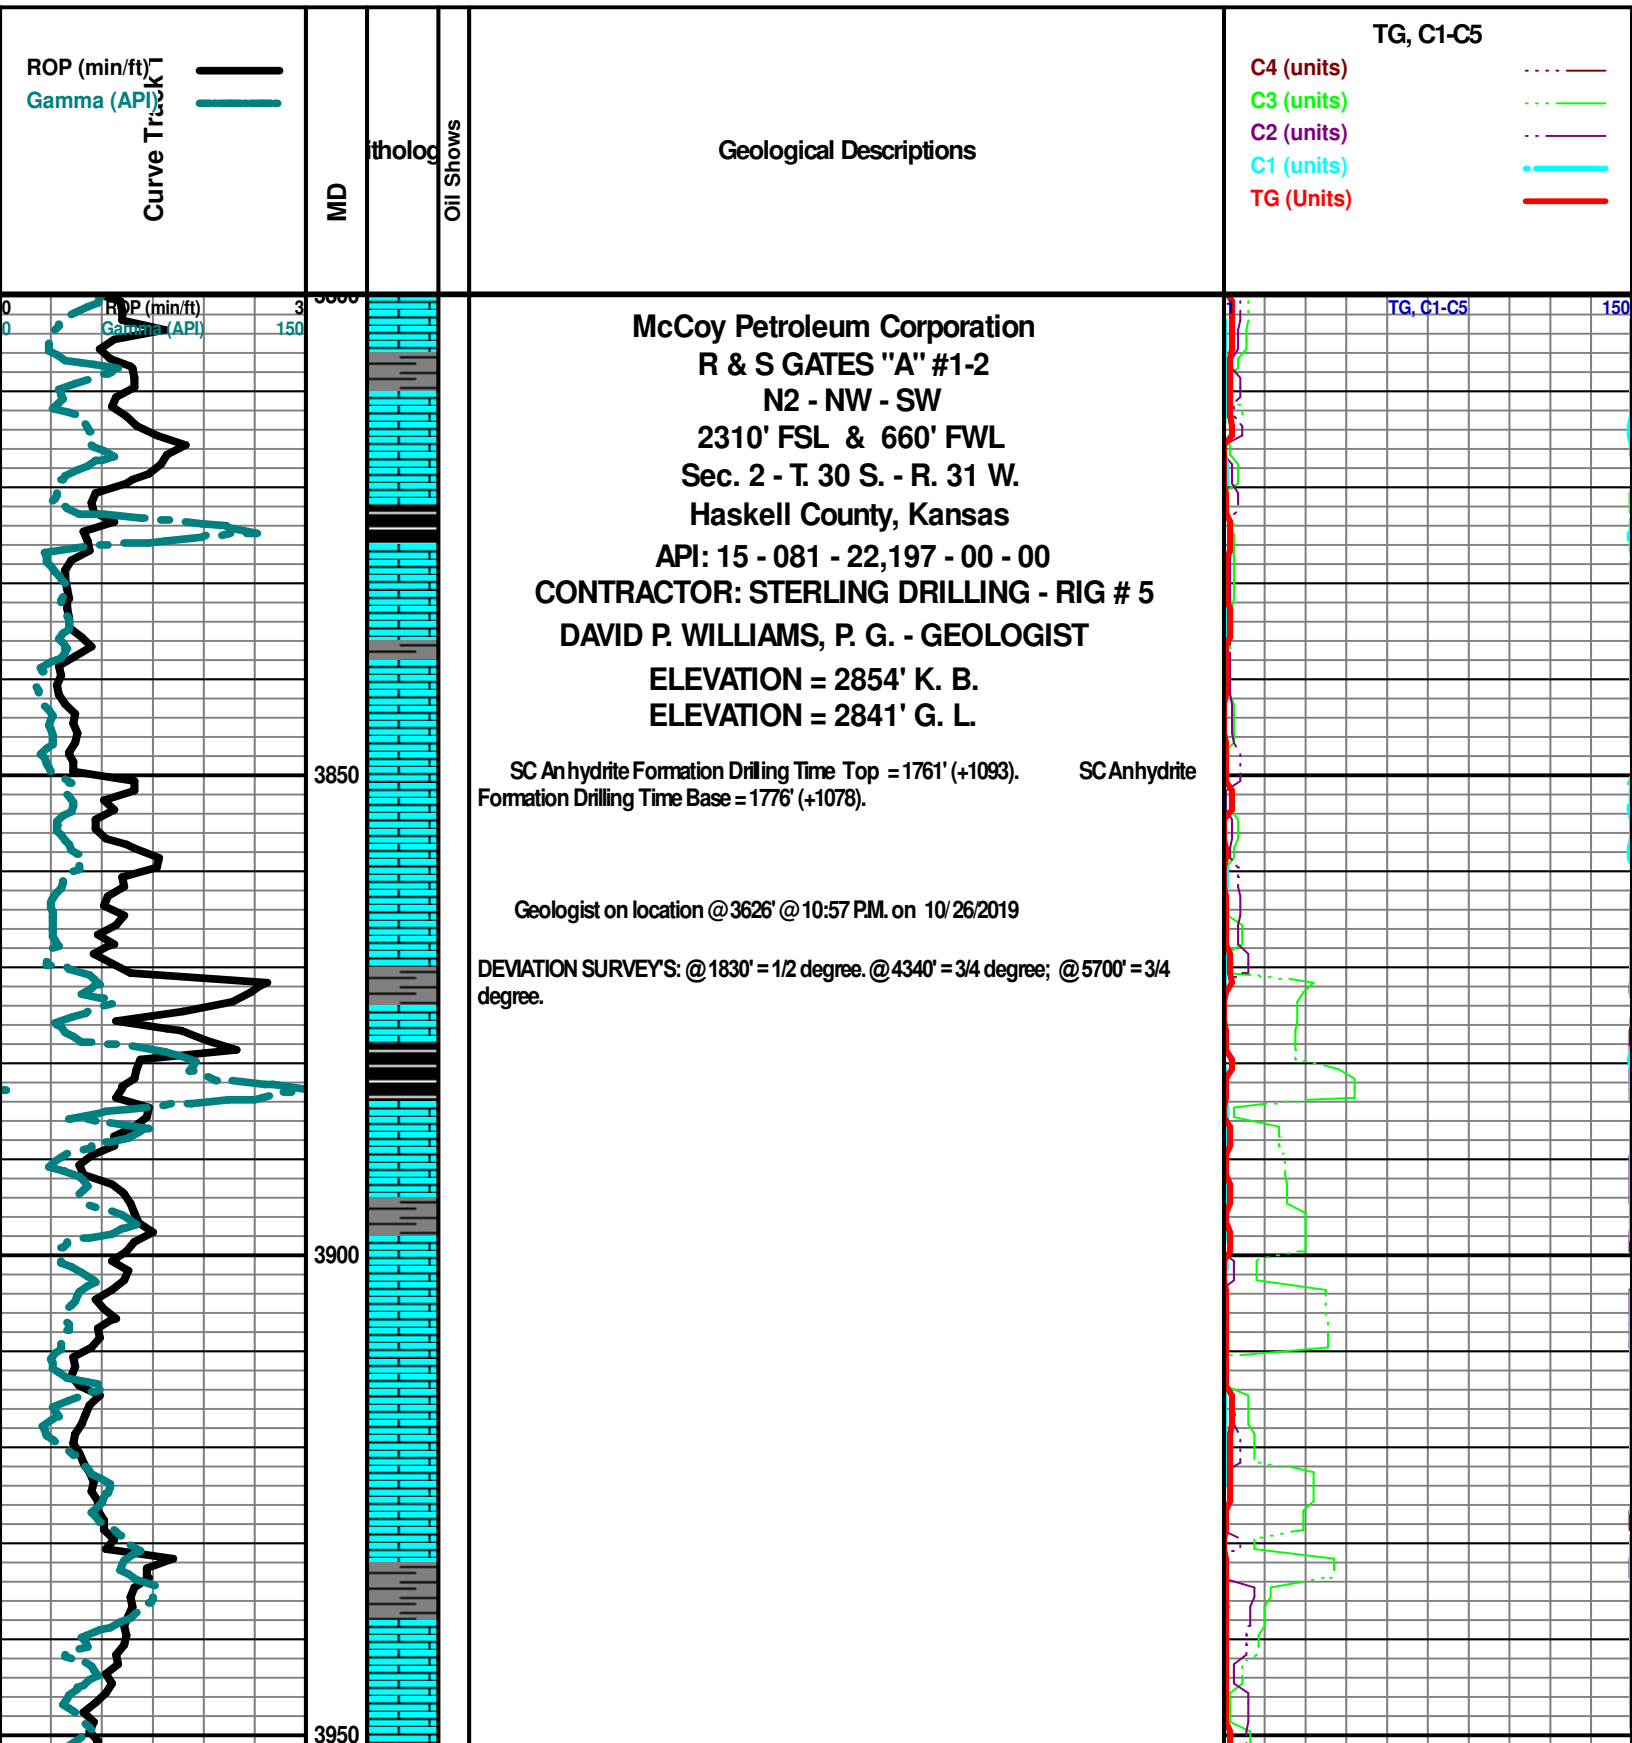 ROP (min/ft)
Gamma (API)
Curve Track 1
MD
itholog
Oil Shows
Geological Descriptions
TG, C1-C5
C4 (units)
C3 (units)
C2 (units)
C1 (units)
TG (Units)
0 ROP (min/ft) 3
0 Gamma (API) 150
3800
1 TG, C1-C5 150
McCoy Petroleum Corporation
R & S GATES "A" #1-2
N2 - NW - SW
2310' FSL & 660' FWL
Sec. 2 - T. 30 S. - R. 31 W.
Haskell County, Kansas
API: 15 - 081 - 22,197 - 00 - 00
CONTRACTOR: STERLING DRILLING - RIG # 5
DAVID P. WILLIAMS, P. G. - GEOLOGIST
ELEVATION = 2854' K. B.
ELEVATION = 2841' G. L.
SC Anhydrite Formation Drilling Time Top = 1761' (+1093). SC Anhydrite
Formation Drilling Time Base = 1776' (+1078).
3850
Geologist on location @ 3626' @ 10:57 P.M. on 10/26/2019
DEVIATION SURVEY'S: @ 1830' = 1/2 degree. @ 4340' = 3/4 degree; @ 5700' = 3/4
degree.
3900
3950